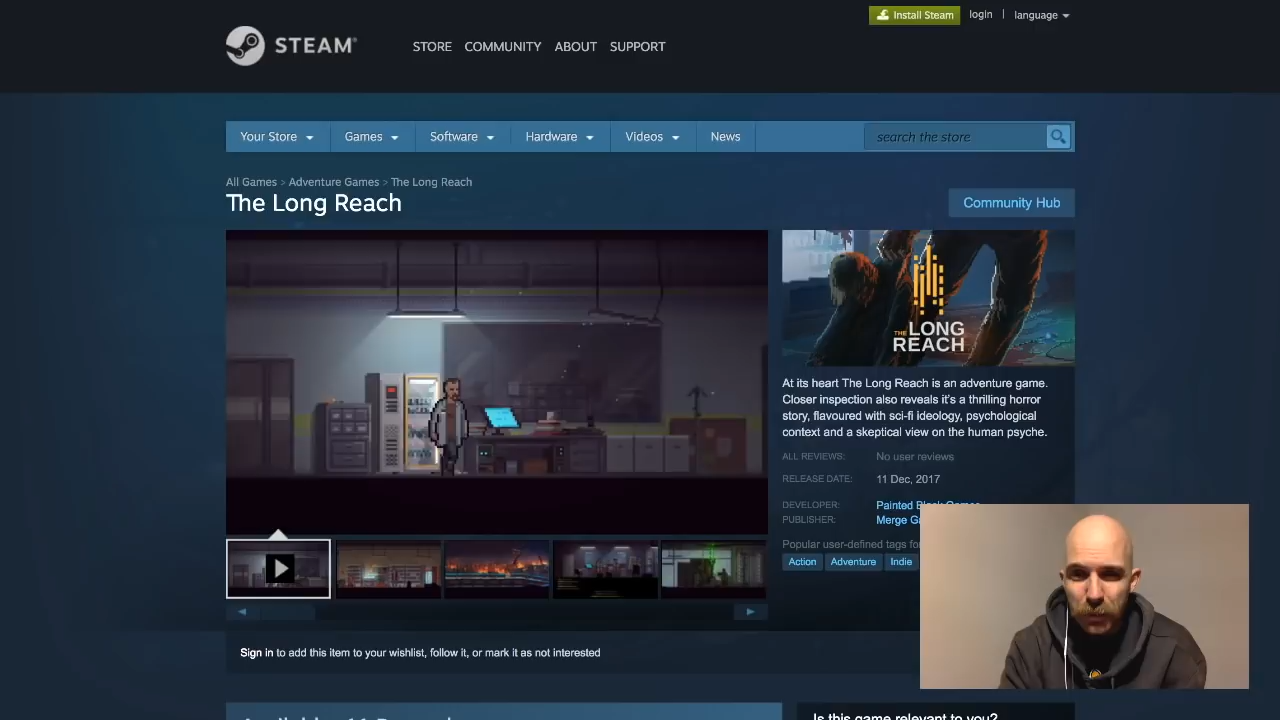 Install Steam
login
language
STEAM
STORE COMMUNITY ABOUT SUPPORT
Your Store Games Software Hardware Videos News
search the store
All Games > Adventure Games > The Long Reach
The Long Reach
Community Hub
THE LONG
REACH
At its heart The Long Reach is an adventure game.
Closer inspection also reveals it's a thrilling horror
story, flavoured with sci-fi ideology, psychological
context and a skeptical view on the human psyche.
ALL REVIEWS: No user reviews
RELEASE DATE: 11 Dec, 2017
DEVELOPER: Painted Black Games
PUBLISHER: Merge
Popular user-defined tags for
Action Adventure Indie
Sign in to add this item to your wishlist, follow it, or mark it as not interested
Is this game relevant to you?